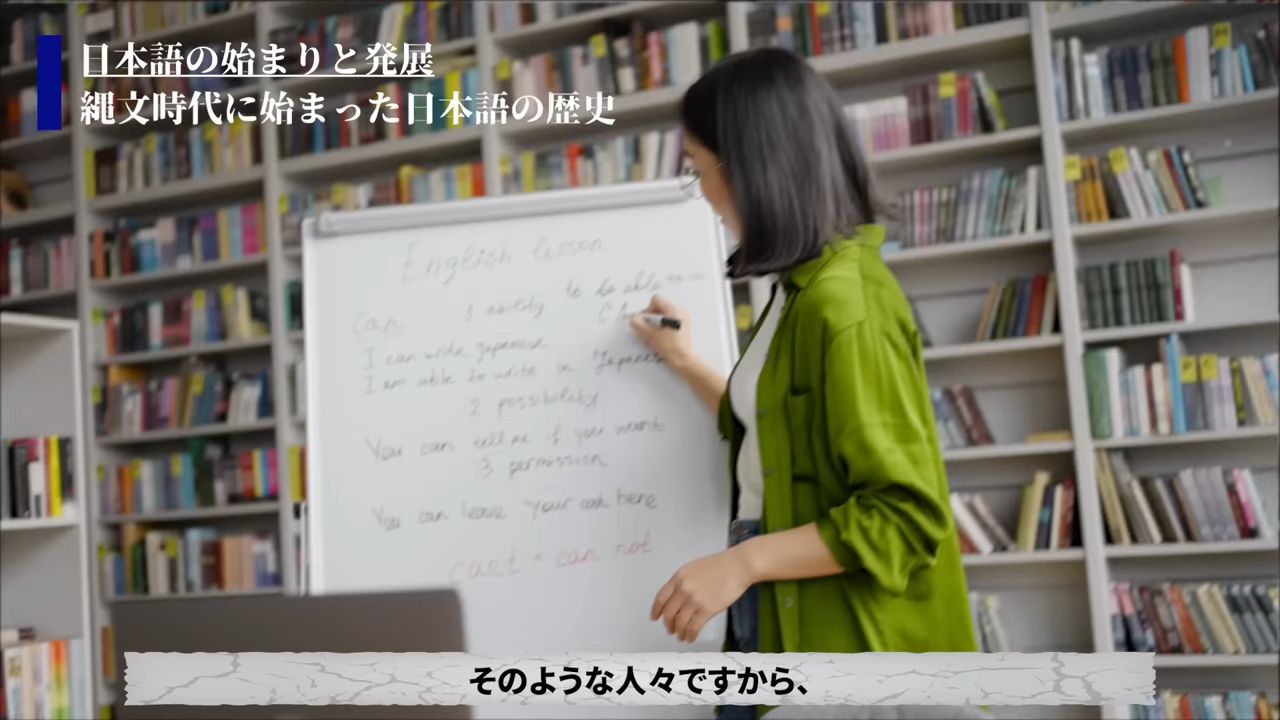 日本語の始まりと発展
縄文時代に始まった日本語の歴史
English lesson
Can 1 ability to be able
I can write Japanese
I am able to write in Japanese
2 possibility
You can tell me if you want
3 permission
You can leave your coat here
can't = can not
そのような人々ですから、